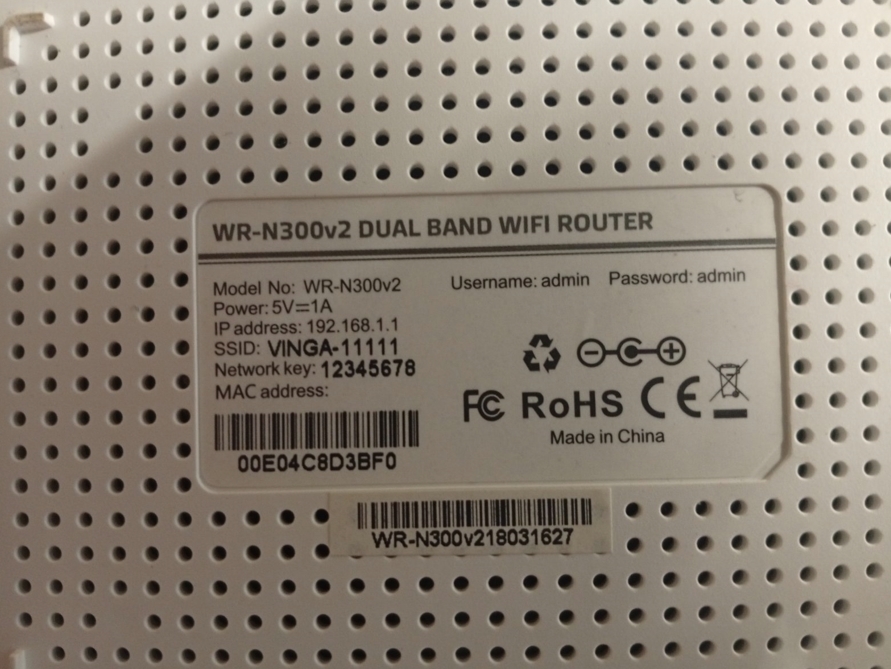 WR-N300v2 DUAL BAND WIFI ROUTER
Model No: WR-N300v2
Power: 5V⎓1A
IP address: 192.168.1.1
SSID: VINGA-11111
Network key: 12345678
MAC address:
00E04C8D3BF0
Username: admin Password: admin
FC RoHS CE
Made in China
WR-N300v218031627